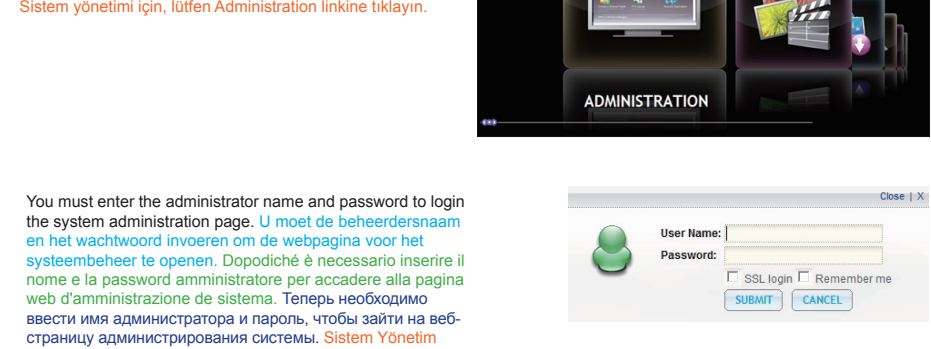 Sistem yönetimi için, lütfen Administration linkine tıklayın.
ADMINISTRATION
You must enter the administrator name and password to login
the system administration page. U moet de beheerdersnaam
en het wachtwoord invoeren om de webpagina voor het
systeembeheer te openen. Dopodiché è necessario inserire il
nome e la password amministratore per accadere alla pagina
web d'amministrazione de sistema. Теперь необходимо
ввести имя администратора и пароль, чтобы зайти на веб-
страницу администрирования системы. Sistem Yönetim
Close | X
User Name:
Password:
SSL login Remember me
SUBMIT CANCEL